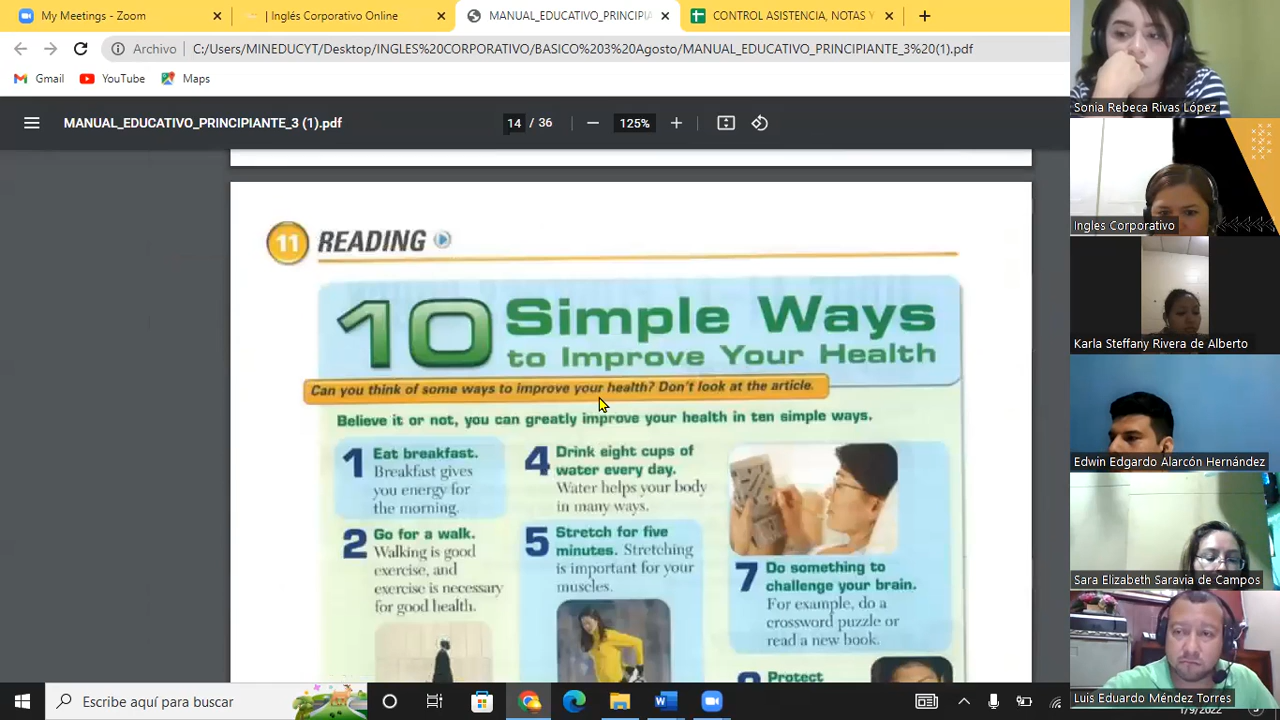 My Meetings - Zoom
| Inglés Corporativo Online
MANUAL_EDUCATIVO_PRINCIPIA
CONTROL ASISTENCIA, NOTAS Y
Archivo
C:/Users/MINEDUCYT/Desktop/INGLES%20CORPORATIVO/BASICO%203%20Agosto/MANUAL_EDUCATIVO_PRINCIPIANTE_3%20(1).pdf
Gmail
YouTube
Maps
MANUAL_EDUCATIVO_PRINCIPIANTE_3 (1).pdf
14 / 36
125%
11 READING
10 Simple Ways
to Improve Your Health
Can you think of some ways to improve your health? Don't look at the article.
Believe it or not, you can greatly improve your health in ten simple ways.
1 Eat breakfast.
Breakfast gives
you energy for
the morning.
2 Go for a walk.
Walking is good
exercise, and
exercise is necessary
for good health.
4 Drink eight cups of
water every day.
Water helps your body
in many ways.
5 Stretch for five
minutes. Stretching
is important for your
muscles.
7 Do something to
challenge your brain.
For example, do a
crossword puzzle or
read a new book.
Protect
Sonia Rebeca Rivas López
Ingles Corporativo
Karla Steffany Rivera de Alberto
Edwin Edgardo Alarcón Hernández
Sara Elizabeth Saravia de Campos
Luis Eduardo Méndez Torres
Escribe aquí para buscar
1/9/2022